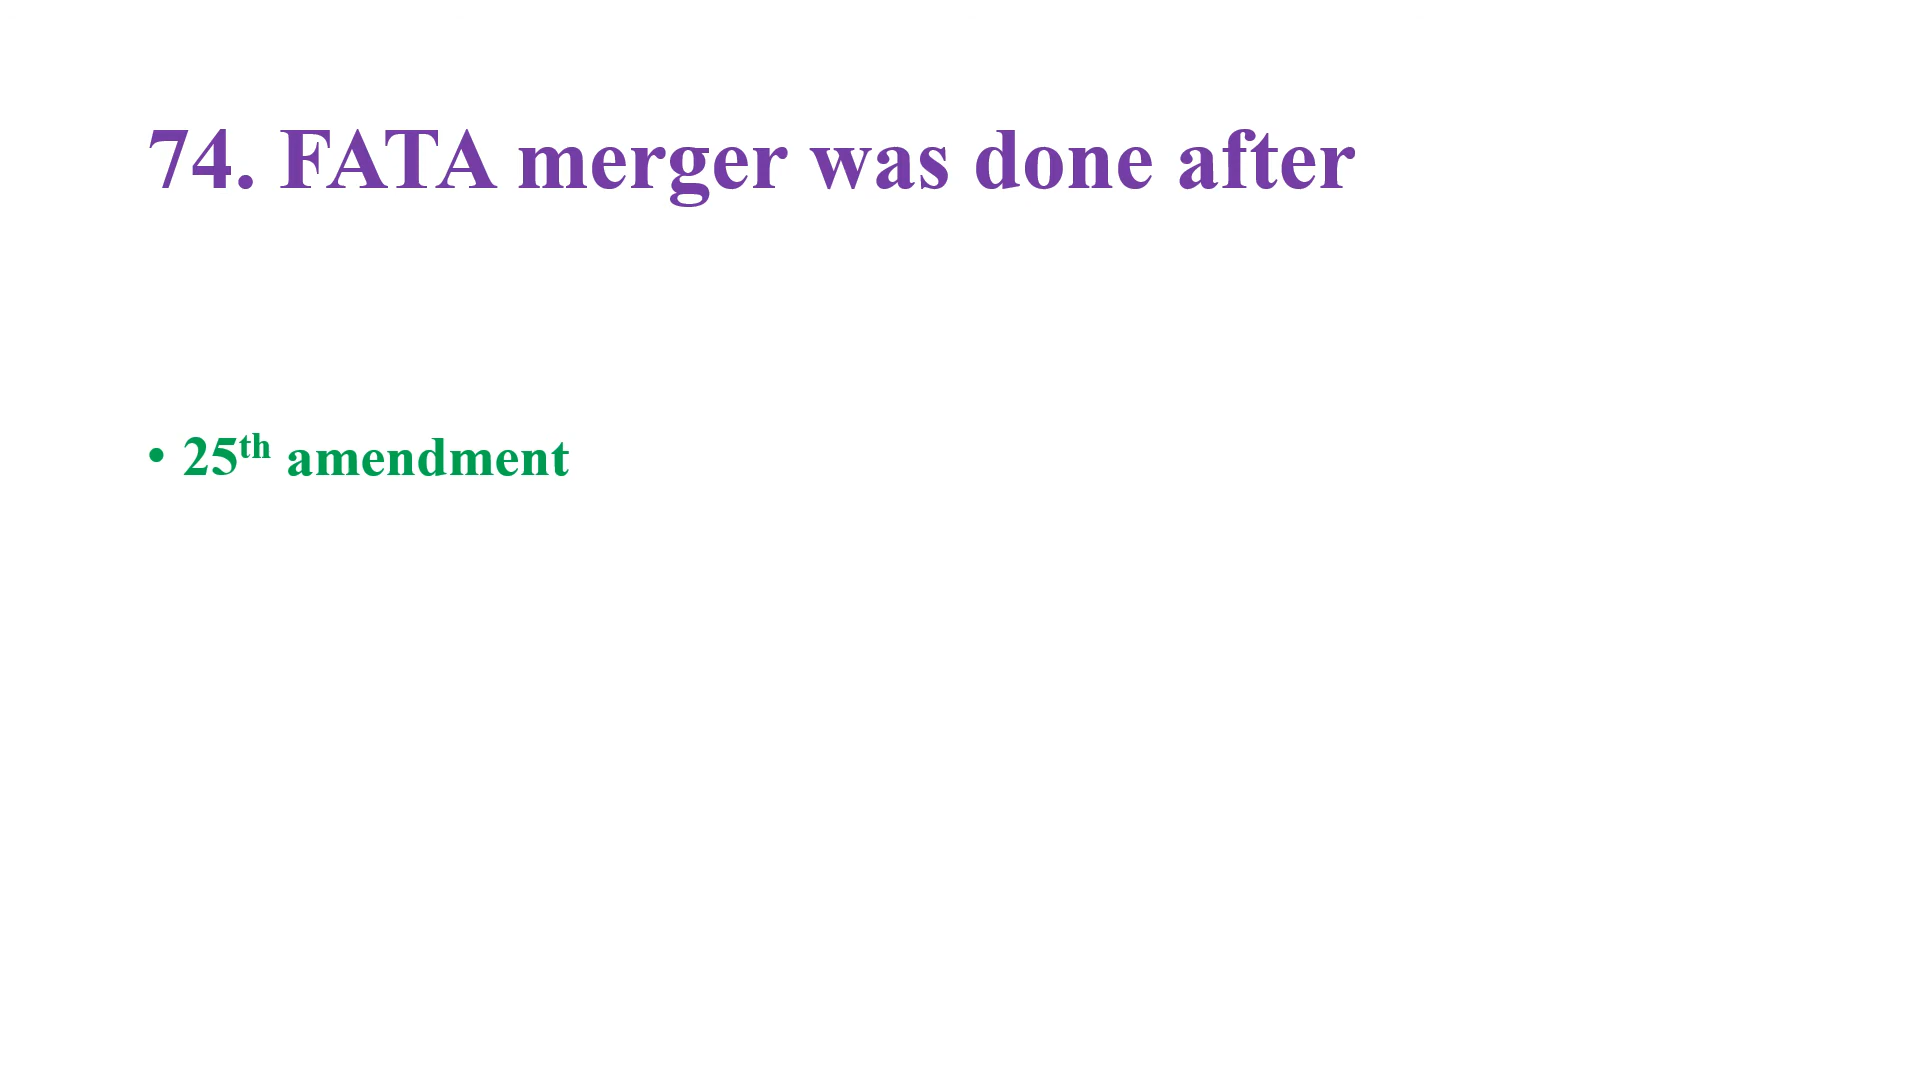 74. FATA merger was done after
• 25th amendment